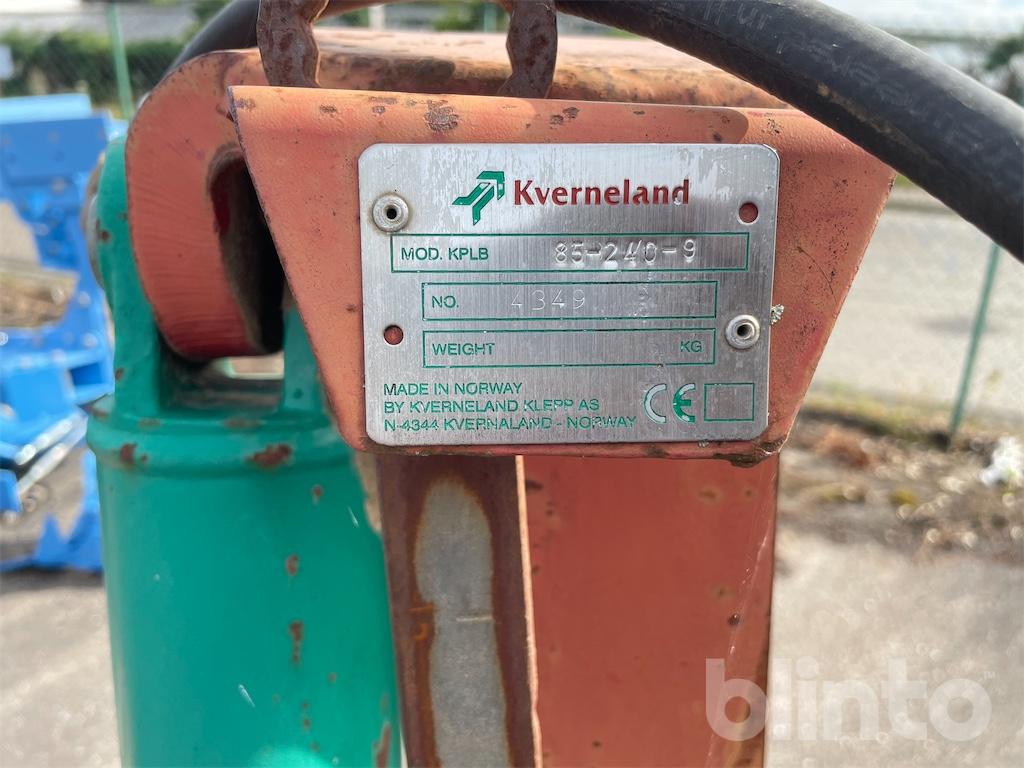 Kverneland
MOD. KPLB 85-240-9
NO. 4349
WEIGHT KG
MADE IN NORWAY
BY KVERNELAND KLEPP AS
N-4344 KVERNALAND - NORWAY
CE
blinto